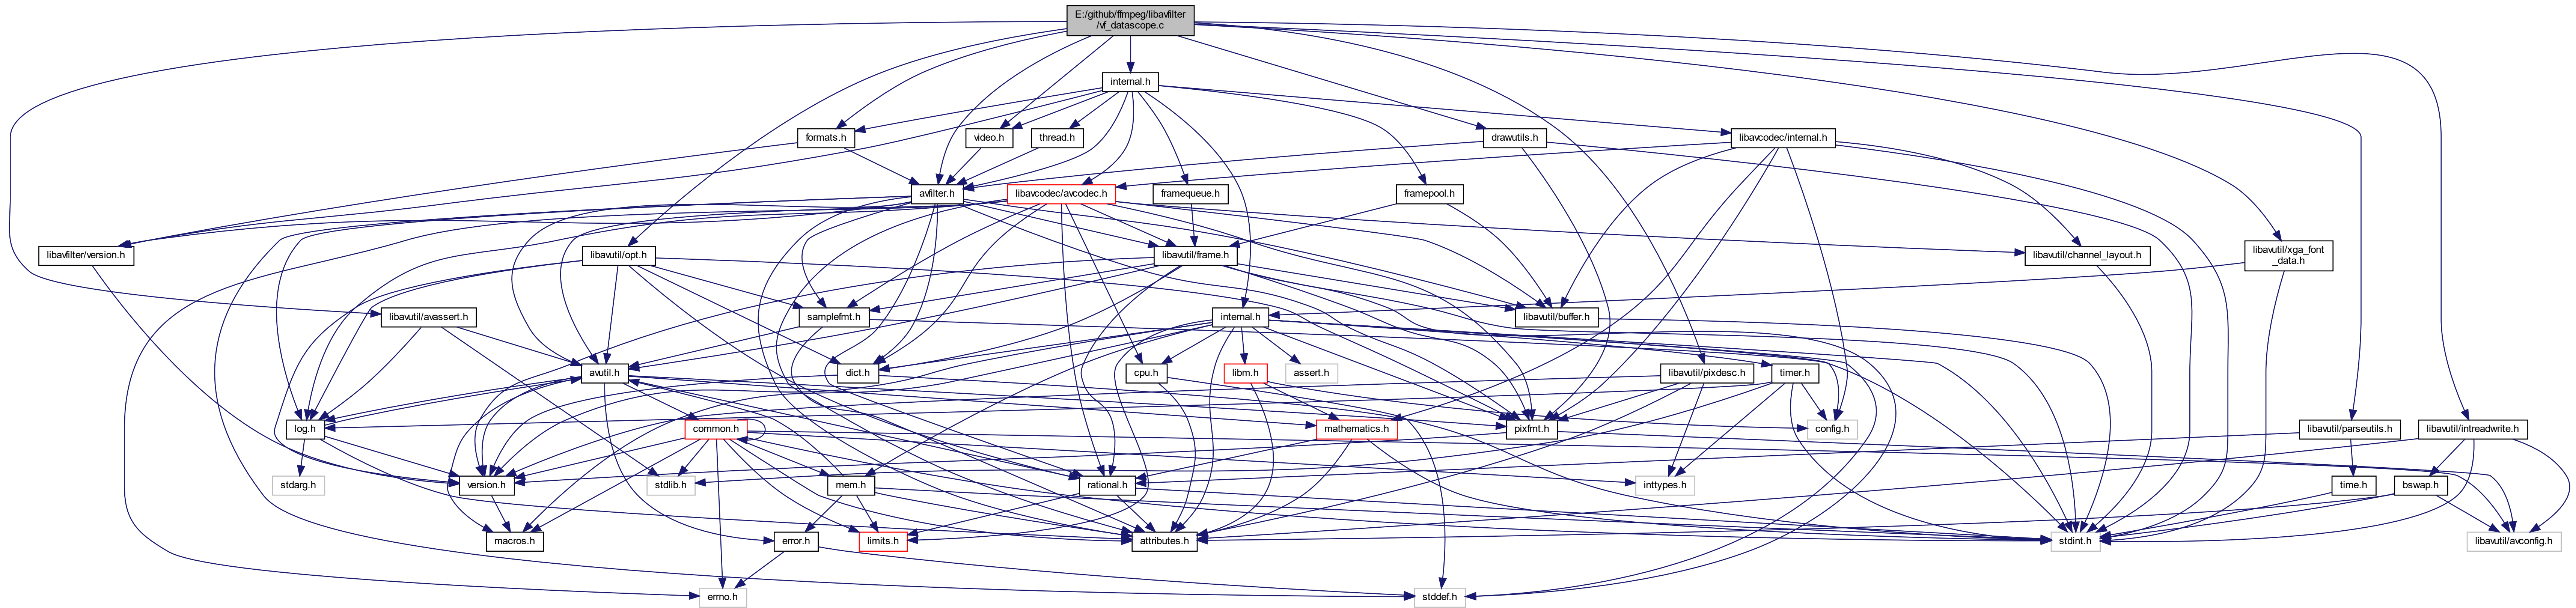 E:/github/ffmpeg/libavfilter
/vf_datascope.c
internal.h
formats.h
video.h
thread.h
drawutils.h
libavcodec/internal.h
avfilter.h
libavcodec/avcodec.h
framequeue.h
framepool.h
libavfilter/version.h
libavutil/opt.h
libavutil/frame.h
libavutil/channel_layout.h
libavutil/xga_font
_data.h
libavutil/avassert.h
samplefmt.h
internal.h
libavutil/buffer.h
avutil.h
dict.h
cpu.h
libm.h
assert.h
libavutil/pixdesc.h
timer.h
log.h
common.h
mathematics.h
pixfmt.h
config.h
libavutil/parseutils.h
libavutil/intreadwrite.h
stdarg.h
version.h
stdlib.h
mem.h
rational.h
inttypes.h
time.h
bswap.h
macros.h
error.h
limits.h
attributes.h
stdint.h
libavutil/avconfig.h
errno.h
stddef.h